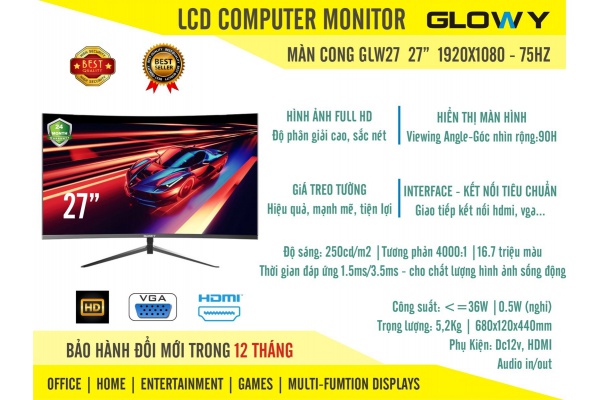 LCD COMPUTER MONITOR GLOWY
MÀN CONG GLW27 27” 1920X1080 - 75HZ
BEST
BEST
SELLER
HÌNH ẢNH FULL HD
Độ phân giải cao, sắc nét
HIỂN THỊ MÀN HÌNH
Viewing Angle-Góc nhìn rộng:90H
24
MONTH
27”
GIÁ TREO TƯỜNG
Hiệu quả, mạnh mẽ, tiện lợi
INTERFACE - KẾT NỐI TIÊU CHUẨN
Giao tiếp kết nối hdmi, vga...
Độ sáng: 250cd/m2 |Tương phản 4000:1 |16.7 triệu màu
Thời gian đáp ứng 1.5ms/3.5ms - cho chất lượng hình ảnh sống động
HD
VGA
HDMI
Công suất: <=36W |0.5W (nghỉ)
Trọng lượng: 5,2Kg | 680x120x440mm
Phụ Kiện: Dc12v, HDMI
Audio in/out
BẢO HÀNH ĐỔI MỚI TRONG 12 THÁNG
OFFICE | HOME | ENTERTAINMENT | GAMES | MULTI-FUMTION DISPLAYS